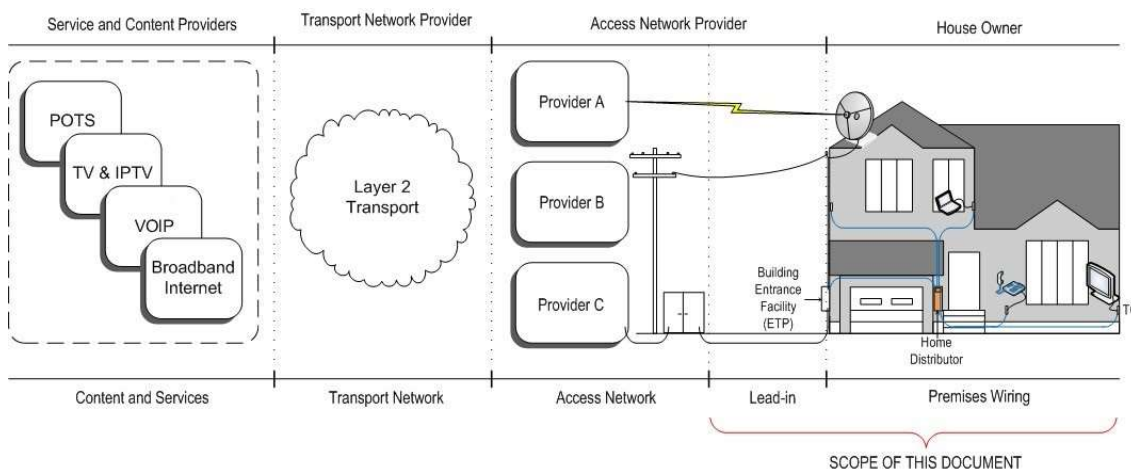 Service and Content Providers
Transport Network Provider
Access Network Provider
House Owner
POTS
TV & IPTV
VOIP
Broadband
Internet
Layer 2
Transport
Provider A
Provider B
Provider C
Building
Entrance
Facility
(ETP)
Home
Distributor
Content and Services
Transport Network
Access Network
Lead-in
Premises Wiring
SCOPE OF THIS DOCUMENT